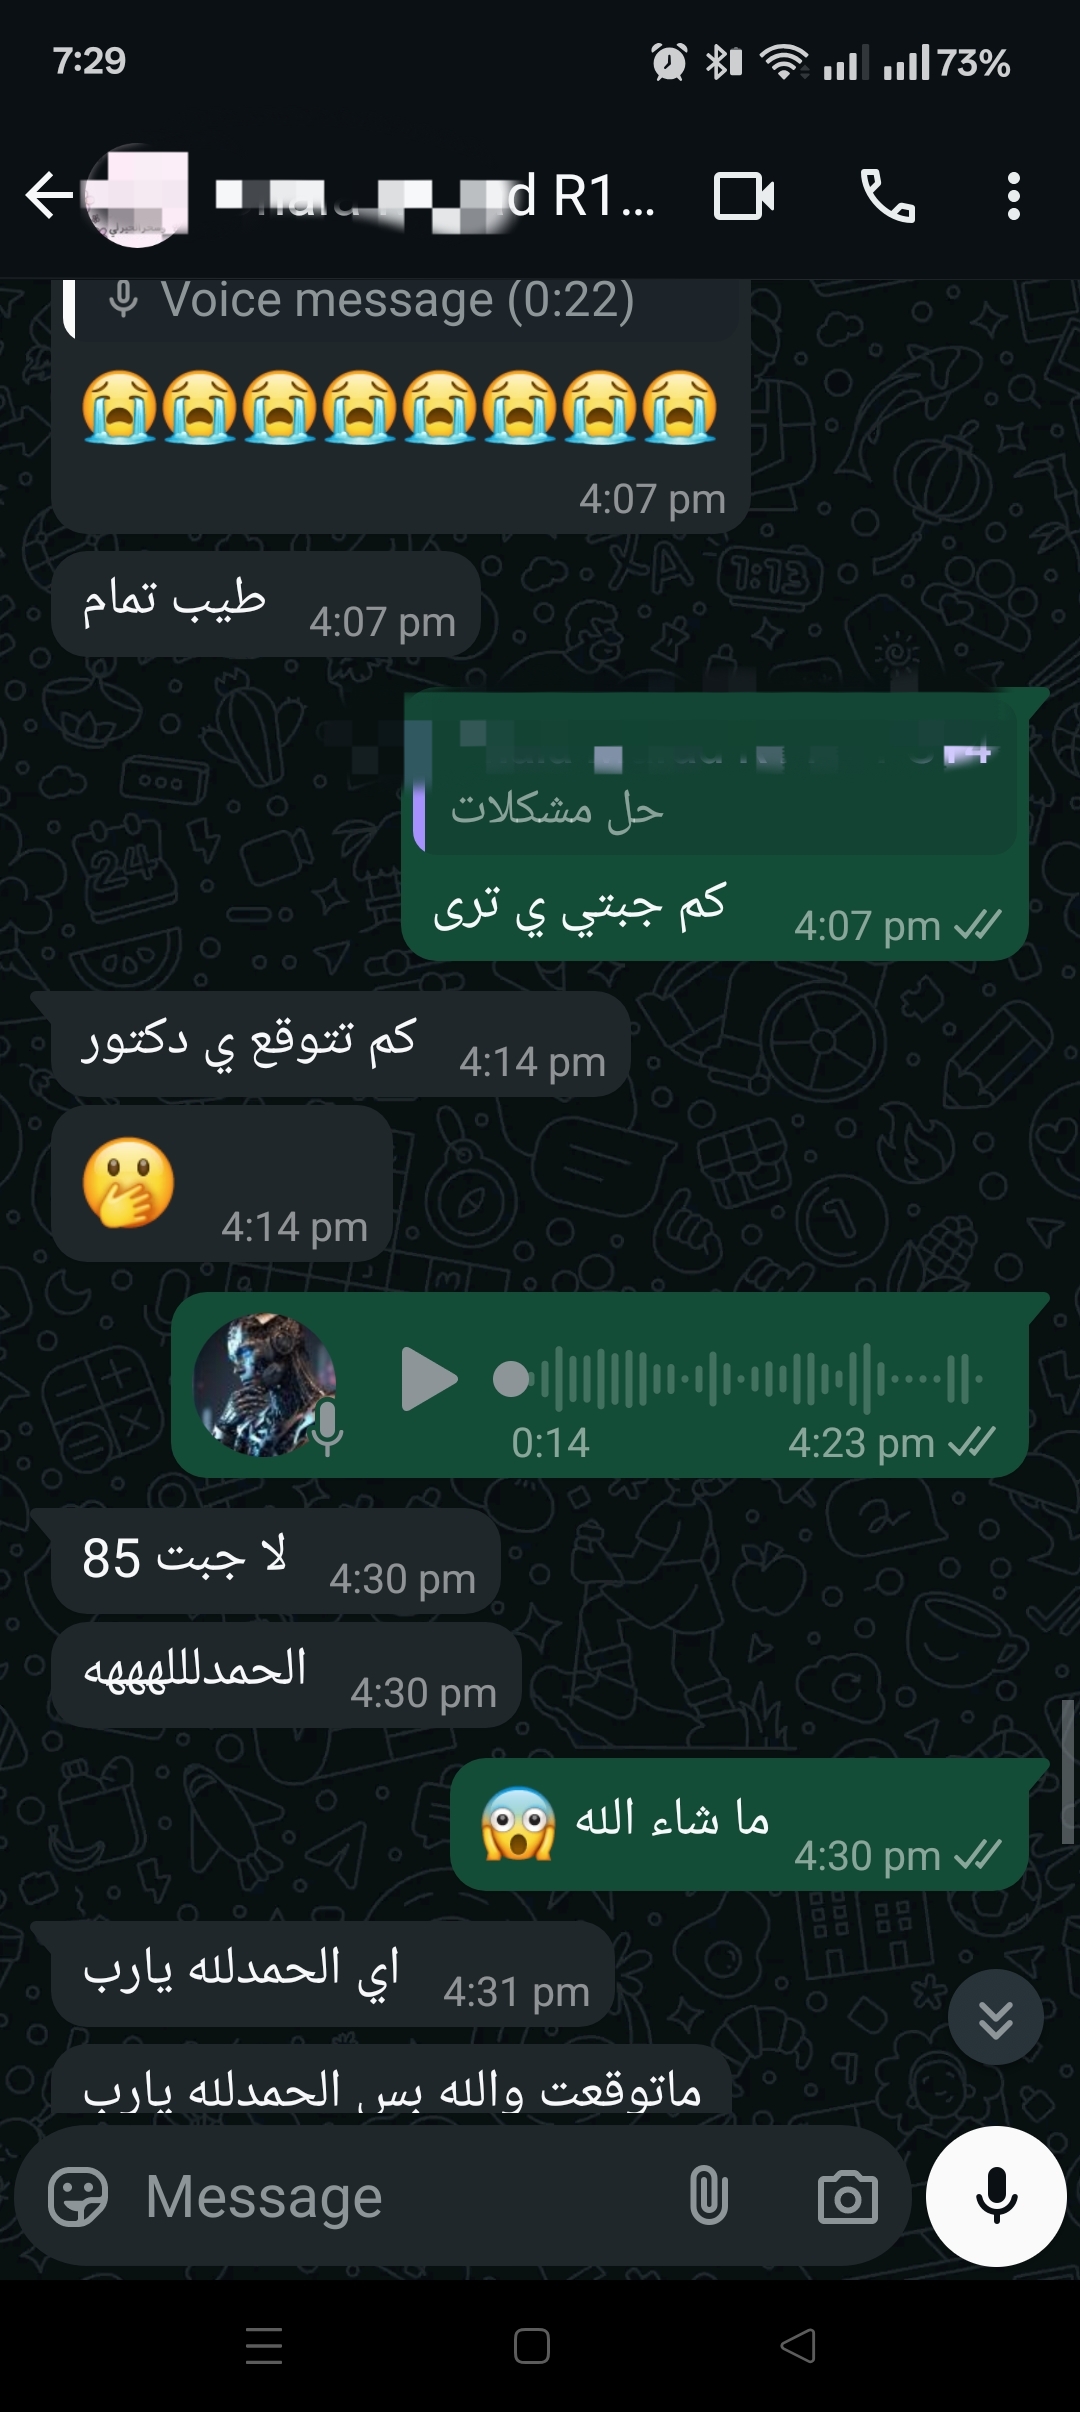 7:29
73%
d R1...
Voice message (0:22)
😭😭😭😭😭😭😭😭
4:07 pm
طيب تمام
4:07 pm
حل مشكلات
كم جبتي ي ترى
4:07 pm
كم تتوقع ي دكتور
4:14 pm
🫢
4:14 pm
0:14
4:23 pm
لا جبت 85
4:30 pm
الحمدلللهههه
4:30 pm
ما شاء الله 😱
4:30 pm
اي الحمدلله يارب
4:31 pm
ماتوقعت والله بس الحمدلله يارب
Message